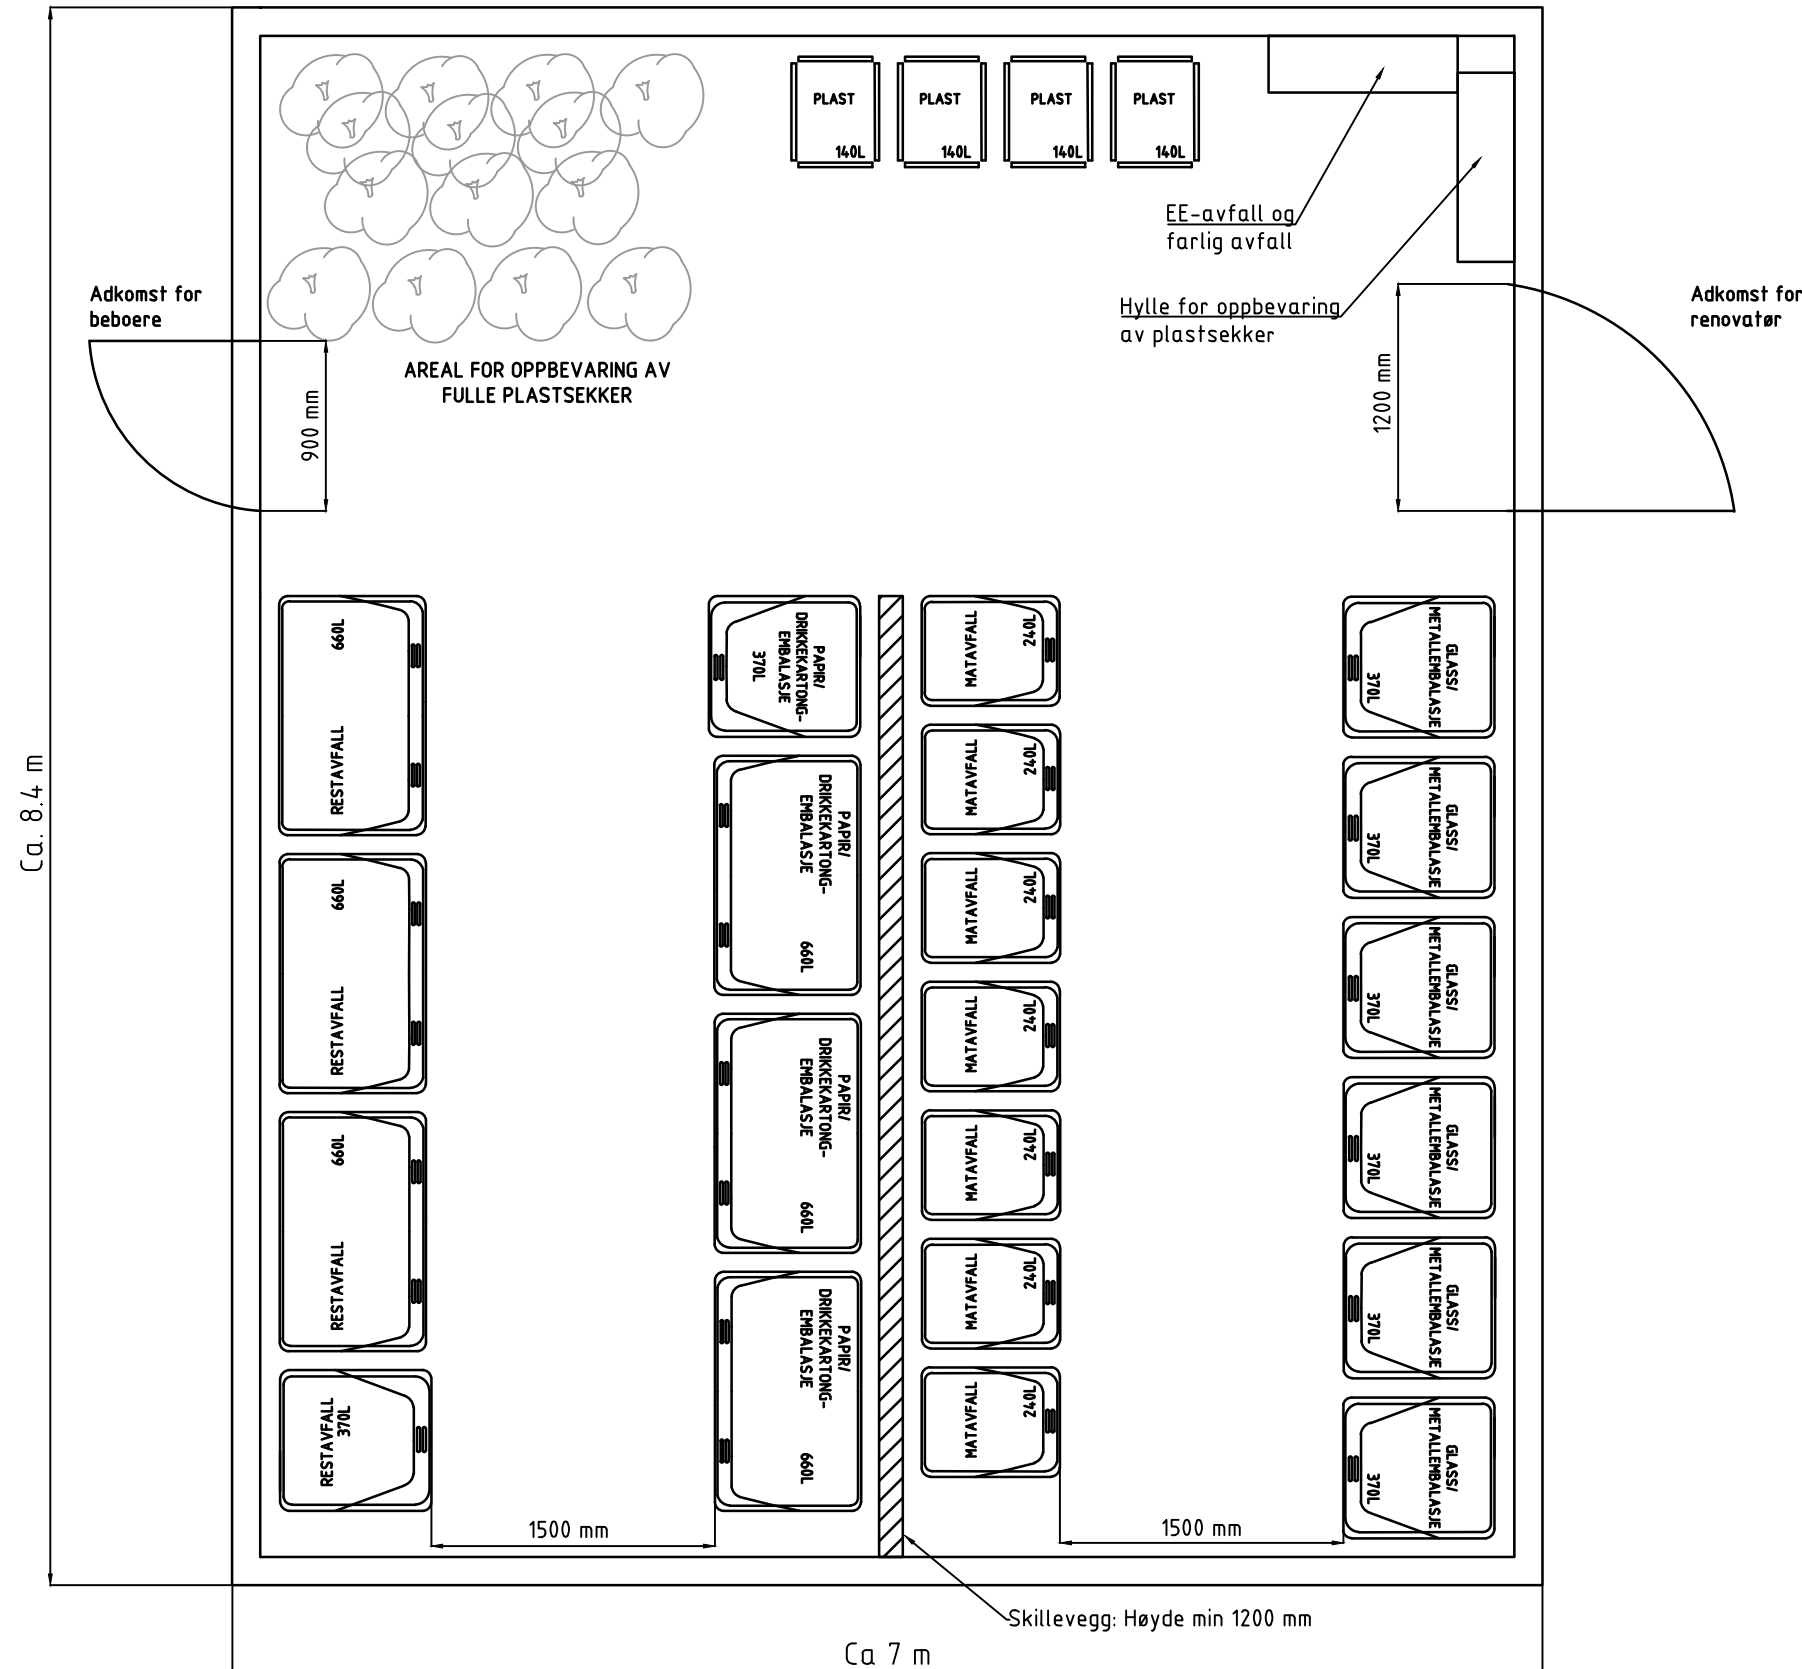 PLAST
140L
PLAST
140L
PLAST
140L
PLAST
140L
EE-avfall og
farlig avfall
Hylle for oppbevaring
av plastsekker
Adkomst for
beboere
Adkomst for
renovatør
AREAL FOR OPPBEVARING AV
FULLE PLASTSEKKER
900 mm
1200 mm
Ca. 8.4 m
660L
RESTAVFALL
660L
RESTAVFALL
660L
RESTAVFALL
RESTAVFALL
370L
PAPIR/
DRIKKEKARTONG-
EMBALASJE
370L
PAPIR/
DRIKKEKARTONG-
EMBALASJE
660L
PAPIR/
DRIKKEKARTONG-
EMBALASJE
660L
PAPIR/
DRIKKEKARTONG-
EMBALASJE
660L
MATAVFALL
240L
MATAVFALL
240L
MATAVFALL
240L
MATAVFALL
240L
MATAVFALL
240L
MATAVFALL
240L
MATAVFALL
240L
GLASS/
METALLEMBALASJE
370L
GLASS/
METALLEMBALASJE
370L
GLASS/
METALLEMBALASJE
370L
GLASS/
METALLEMBALASJE
370L
GLASS/
METALLEMBALASJE
370L
GLASS/
METALLEMBALASJE
370L
1500 mm
1500 mm
Skillevegg: Høyde min 1200 mm
Ca 7 m